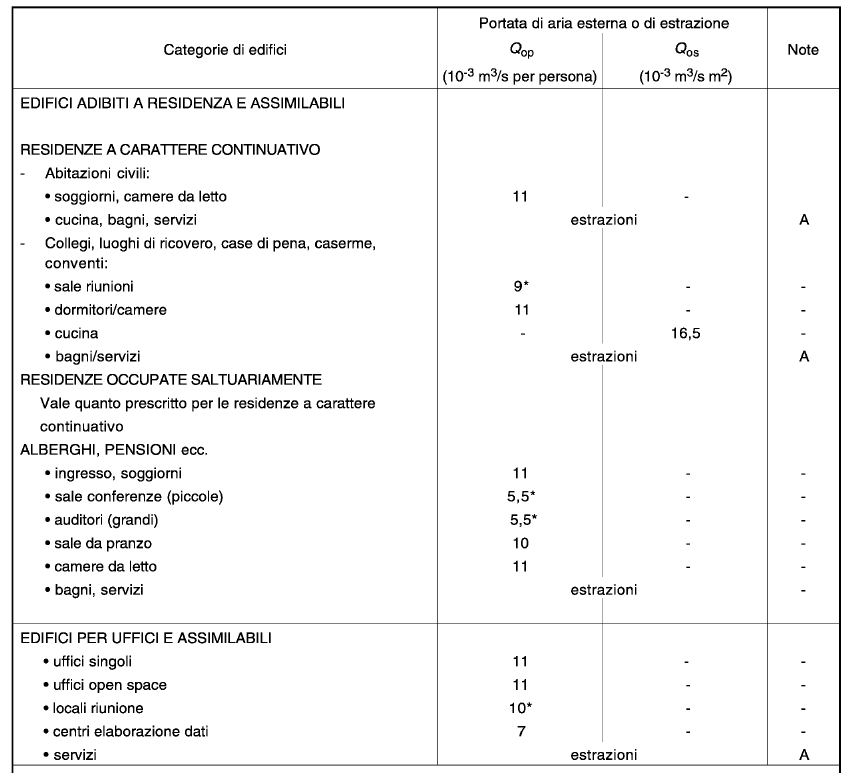 Categorie di edifici Portata di aria esterna o di estrazione Note
Qop Qos
(10-3 m3/s per persona) (10-3 m3/s m2)
EDIFICI ADIBITI A RESIDENZA E ASSIMILABILI
RESIDENZE A CARATTERE CONTINUATIVO
- Abitazioni civili:
• soggiorni, camere da letto 11 -
• cucina, bagni, servizi estrazioni A
- Collegi, luoghi di ricovero, case di pena, caserme,
conventi:
• sale riunioni 9* - -
• dormitori/camere 11 - -
• cucina - 16,5 -
• bagni/servizi estrazioni A
RESIDENZE OCCUPATE SALTUARIAMENTE
Vale quanto prescritto per le residenze a carattere
continuativo
ALBERGHI, PENSIONI ecc.
• ingresso, soggiorni 11 - -
• sale conferenze (piccole) 5,5* - -
• auditori (grandi) 5,5* - -
• sale da pranzo 10 - -
• camere da letto 11 - -
• bagni, servizi estrazioni -
EDIFICI PER UFFICI E ASSIMILABILI
• uffici singoli 11 - -
• uffici open space 11 - -
• locali riunione 10* - -
• centri elaborazione dati 7 - -
• servizi estrazioni A